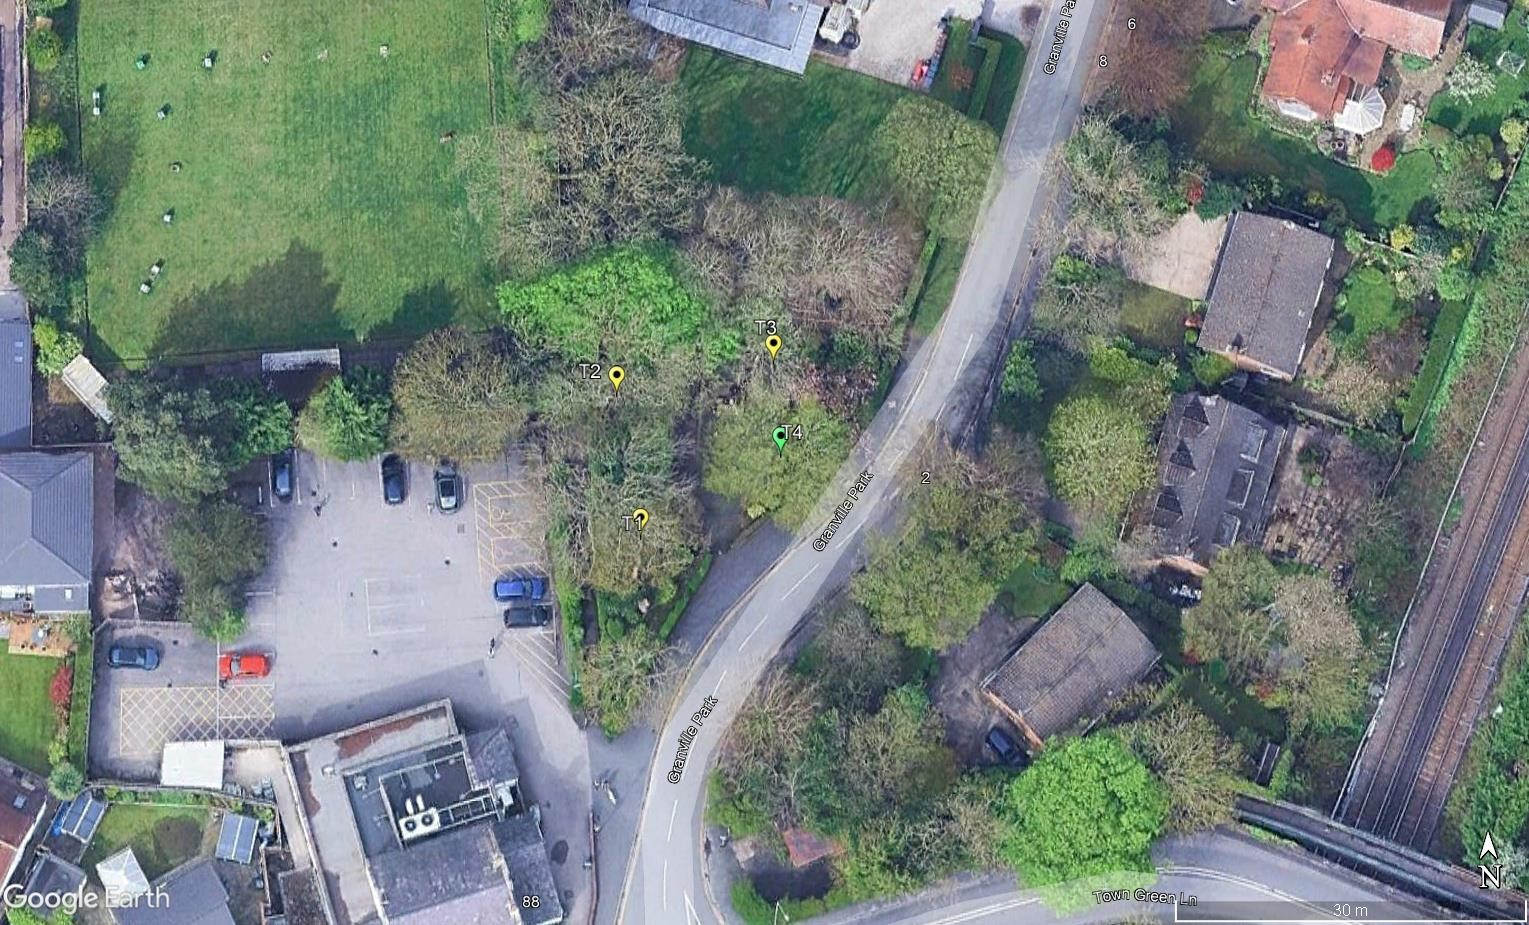 Granville Pa
6
8
T3
T2
T4
T1
2
Granville Park
Granville Park
88
Google Earth
Town Green Ln
N
30 m